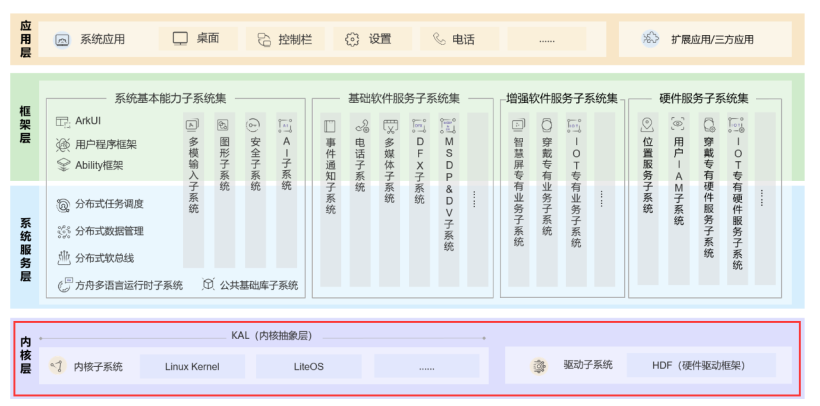 应用层
系统应用
桌面
控制栏
设置
电话
......
扩展应用/三方应用
框架层
系统服务层
系统基本能力子系统集
ArkUI
用户程序框架
Ability框架
多模输入子系统
图形子系统
安全子系统
AI子系统
分布式任务调度
分布式数据管理
分布式软总线
方舟多语言运行时子系统
公共基础库子系统
基础软件服务子系统集
事件通知子系统
电话子系统
多媒体子系统
DFX子系统
MSDP&DV子系统
......
增强软件服务子系统集
智慧屏专有业务子系统
穿戴专有业务子系统
IOT专有业务子系统
......
硬件服务子系统集
位置服务子系统
用户IAM子系统
穿戴专有硬件服务子系统
IOT专有硬件服务子系统
......
内核层
KAL（内核抽象层）
内核子系统
Linux Kernel
LiteOS
......
驱动子系统
HDF（硬件驱动框架）